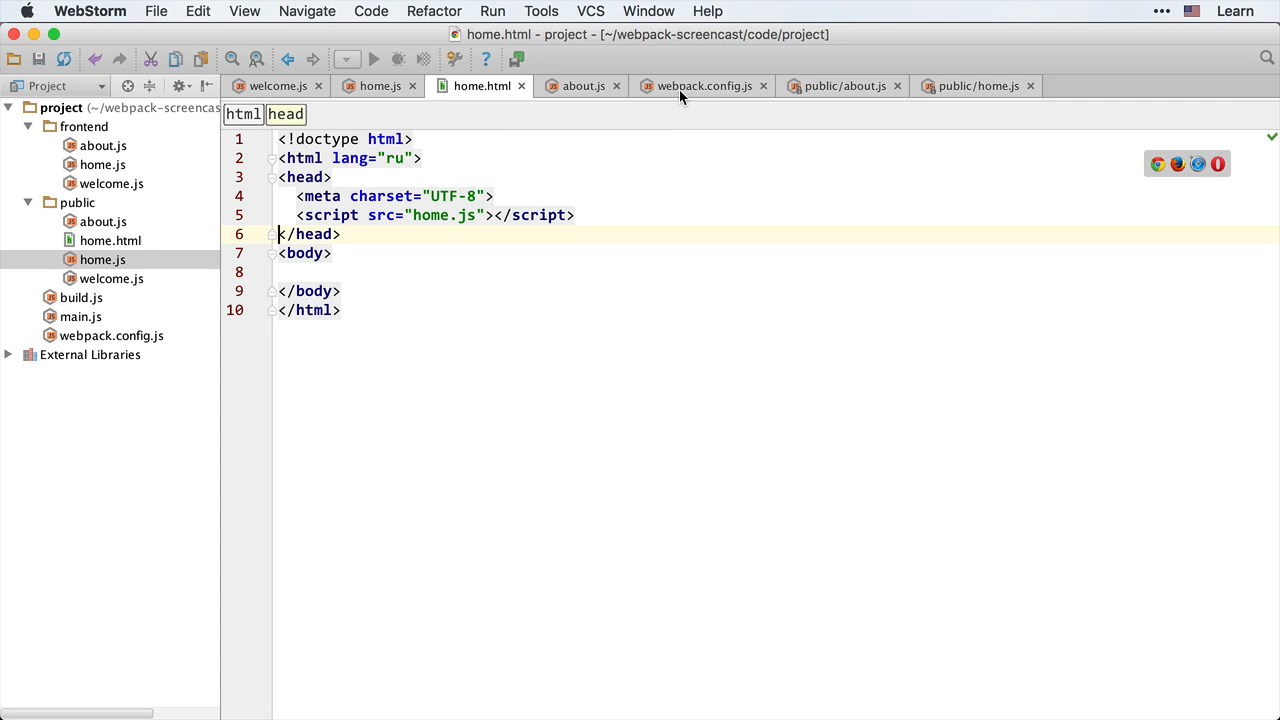 WebStorm File Edit View Navigate Code Refactor Run Tools VCS Window Help Learn
home.html - project - [~/webpack-screencast/code/project]
Project welcome.js home.js home.html about.js webpack.config.js public/about.js public/home.js
html head
project (~/webpack-screencas
frontend
about.js
home.js
welcome.js
public
about.js
home.html
home.js
welcome.js
build.js
main.js
webpack.config.js
External Libraries
1 <!doctype html>
2 <html lang="ru">
3 <head>
4 <meta charset="UTF-8">
5 <script src="home.js"></script>
6 </head>
7 <body>
8
9 </body>
10 </html>